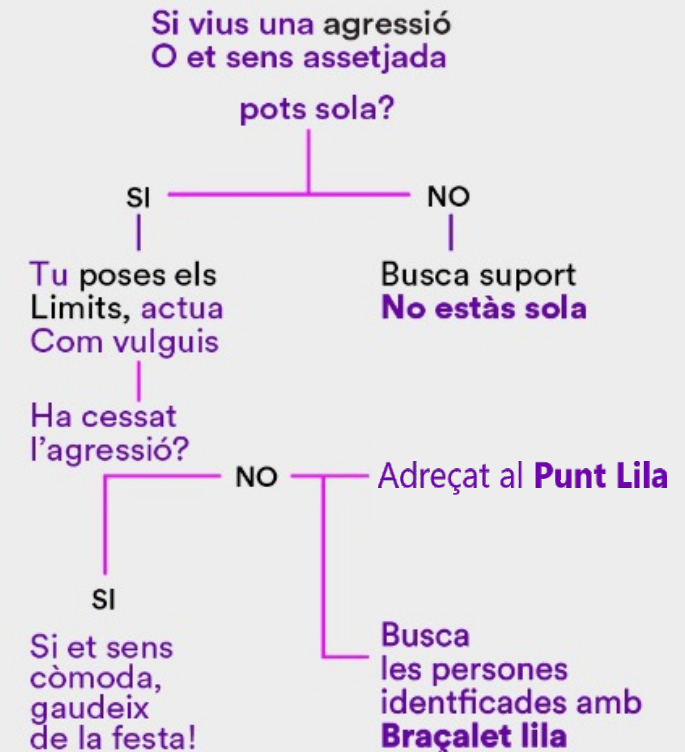 Si vius una agressió
O et sens assetjada
pots sola?
SI
NO
Tu poses els
Limits, actua
Com vulguis
Busca suport
No estàs sola
Ha cessat
l'agressió?
NO
Adreçat al Punt Lila
SI
Si et sens
còmoda,
gaudeix
de la festa!
Busca
les persones
identficades amb
Braçalet lila